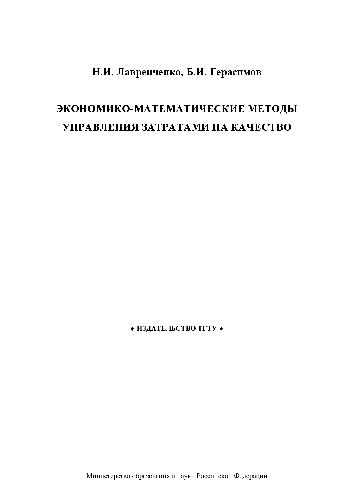 Н.И. Лавренченко, Б.И. Герасимов
ЭКОНОМИКО-МАТЕМАТИЧЕСКИЕ МЕТОДЫ
УПРАВЛЕНИЯ ЗАТРАТАМИ НА КАЧЕСТВО
♦ ИЗДАТЕЛЬСТВО ТГТУ ♦
Министерство образования и науки Российской Федерации